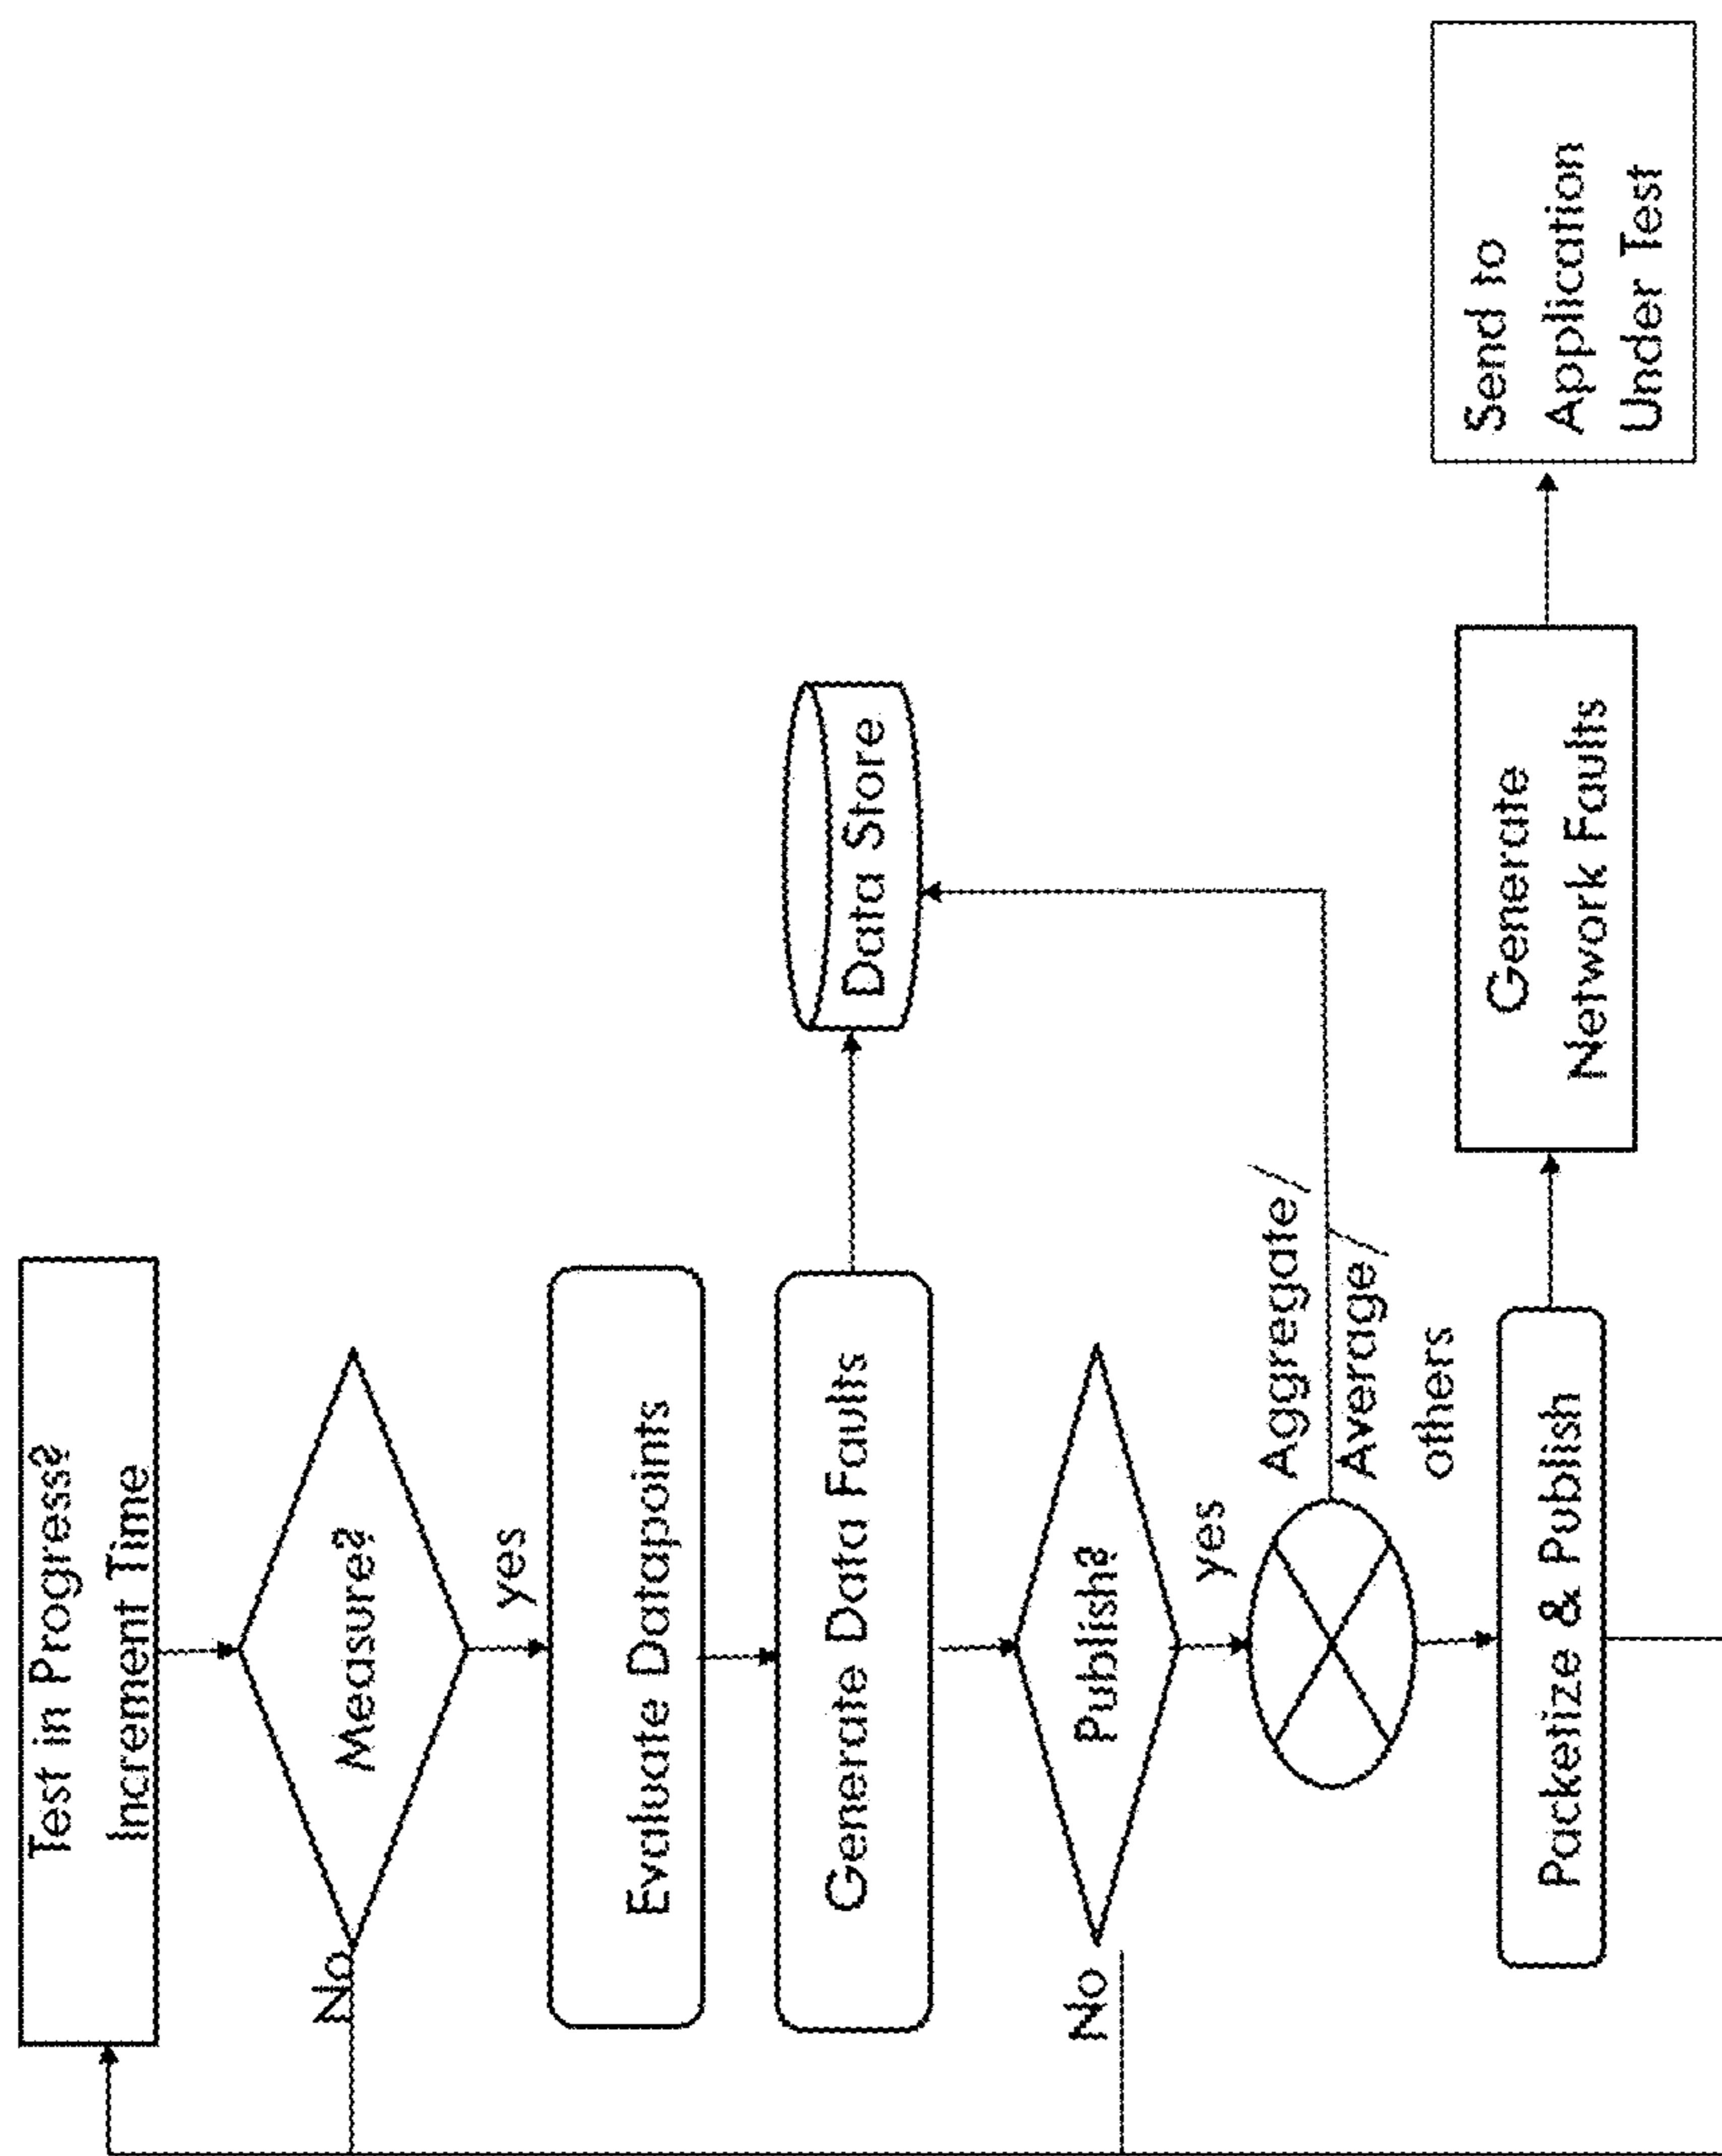 Test in Progress?
Increment Time
Measure?
No
yes
Evaluate Datapoints
Generate Data Faults
Data Store
Publish?
No
yes
Aggregate/
Average/
others
Packetize & Publish
Generate
Network Faults
Send to
Application
Under Test